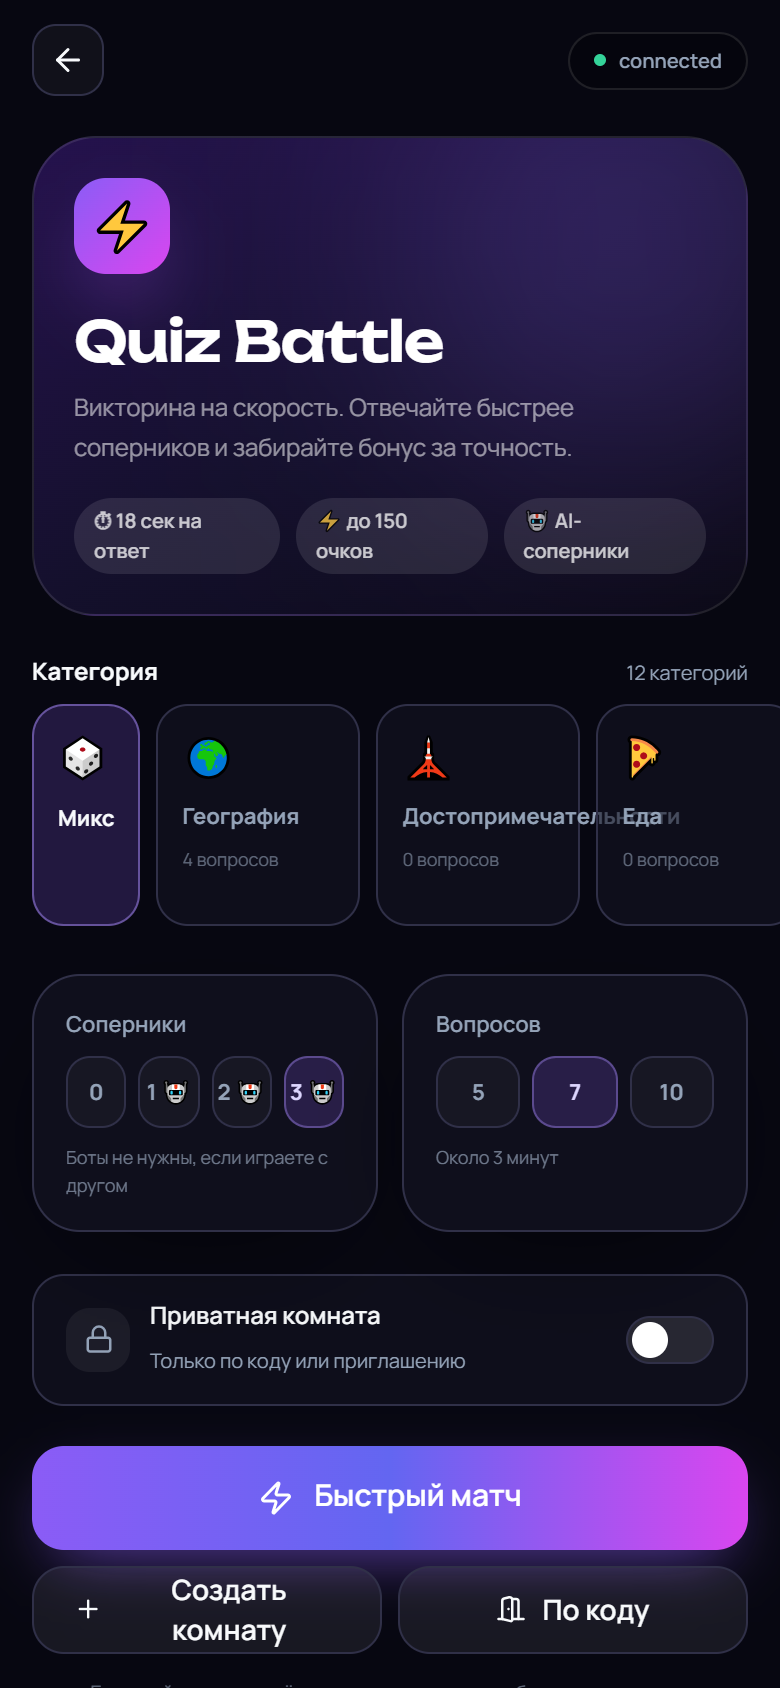 connected
Quiz Battle
Викторина на скорость. Отвечайте быстрее
соперников и забирайте бонус за точность.
⏱ 18 сек на
ответ
⚡ до 150
очков
🤖 AI-
соперники
Категория
12 категорий
Микс
География
4 вопросов
Достопримечательности
0 вопросов
Еда
0 вопросов
Соперники
0
1 🤖
2 🤖
3 🤖
Боты не нужны, если играете с
другом
Вопросов
5
7
10
Около 3 минут
Приватная комната
Только по коду или приглашению
Быстрый матч
Создать
комнату
По коду